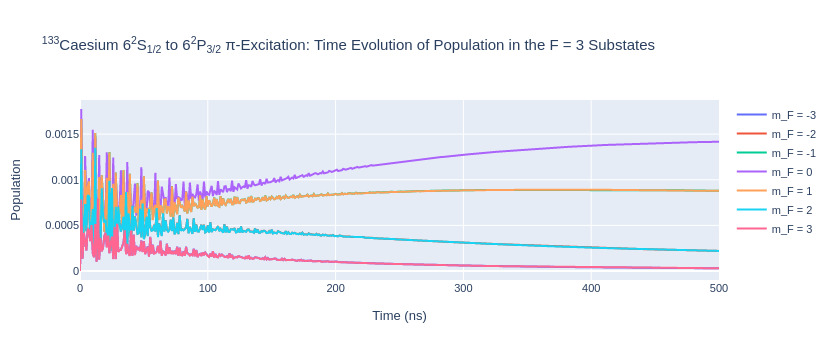 ¹³³Caesium 6²S₁/₂ to 6²P₃/₂ π-Excitation: Time Evolution of Population in the F = 3 Substates
Population
0.0015
0.001
0.0005
0
0 100 200 300 400 500
Time (ns)
m_F = -3
m_F = -2
m_F = -1
m_F = 0
m_F = 1
m_F = 2
m_F = 3